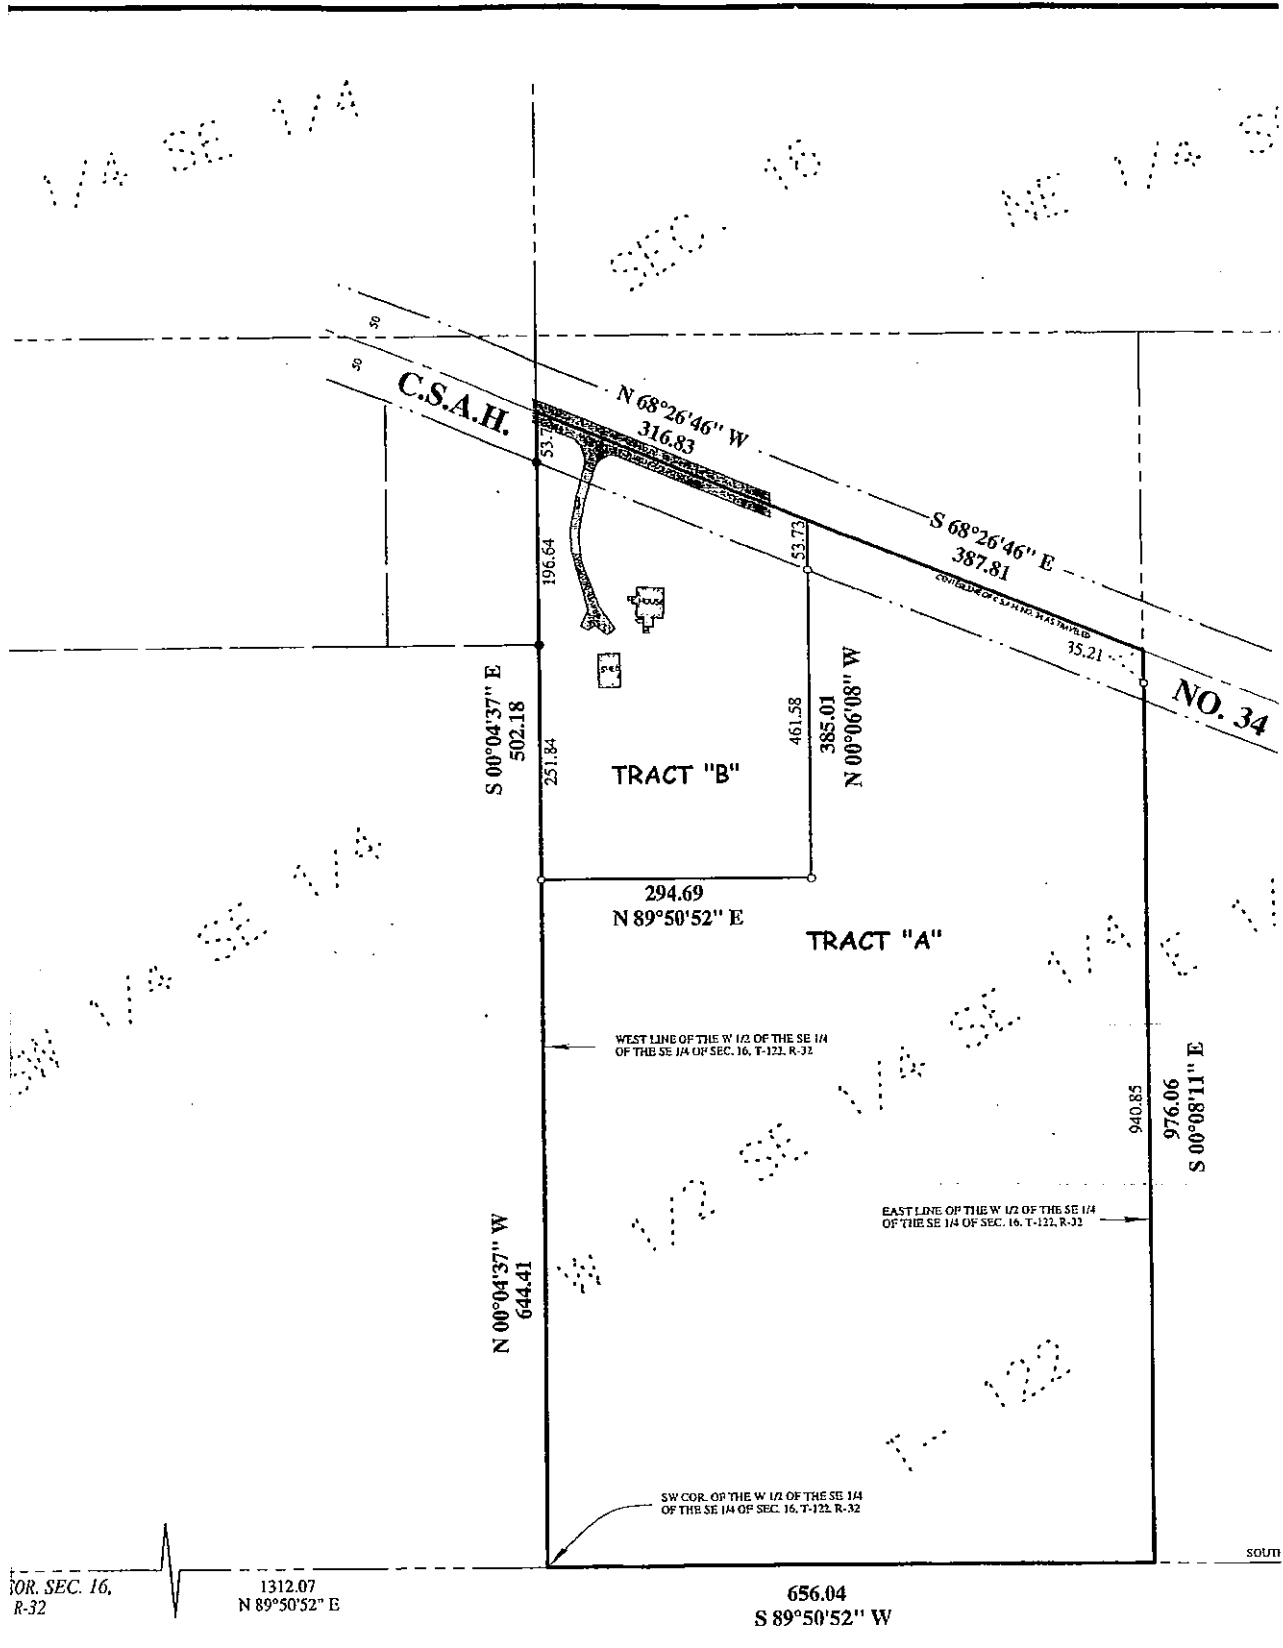 1/4 SE 1/4
SEC. 16
NE 1/4
50
50
C.S.A.H.
N 68°26'46" W
316.83
S 68°26'46" E
387.81
CENTERLINE OF C.S.A.H. NO. 34 AS TRAVELED
35.21
NO. 34
53.73
196.64
HOUSE
SHED
S 00°04'37" E
502.18
251.84
TRACT "B"
461.58
385.01
N 00°06'08" W
294.69
N 89°50'52" E
TRACT "A"
SW 1/4 SE 1/4
WEST LINE OF THE W 1/2 OF THE SE 1/4
OF THE SE 1/4 OF SEC. 16, T-122, R-32
W 1/2 SE 1/4 SE 1/4
940.85
976.06
S 00°08'11" E
EAST LINE OF THE W 1/2 OF THE SE 1/4
OF THE SE 1/4 OF SEC. 16, T-122, R-32
N 00°04'37" W
644.41
T- 122
SW COR. OF THE W 1/2 OF THE SE 1/4
OF THE SE 1/4 OF SEC. 16, T-122, R-32
SOUTH
OR. SEC. 16,
R-32
1312.07
N 89°50'52" E
656.04
S 89°50'52" W